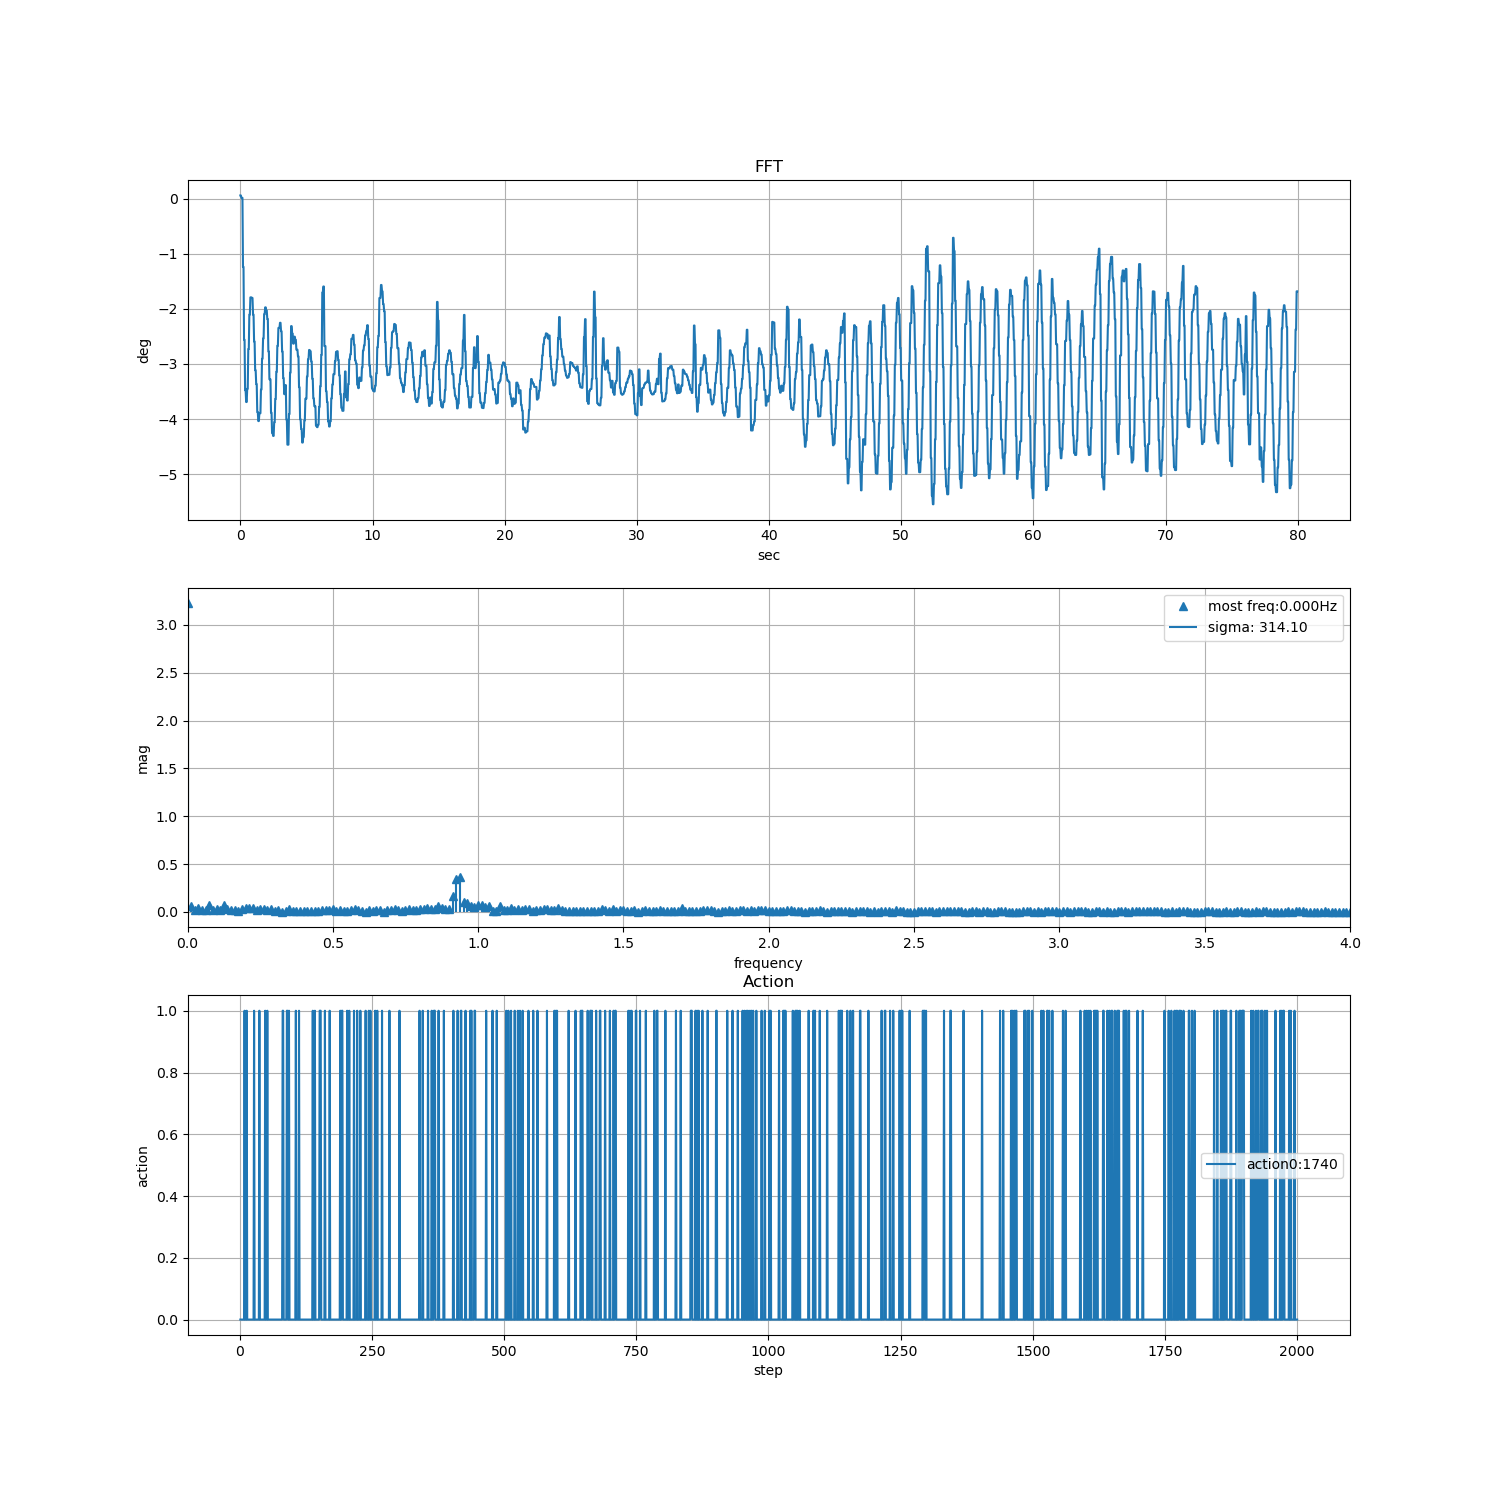 FFT
0
−1
−2
−3
−4
−5
deg
0 10 20 30 40 50 60 70 80
sec
3.0
2.5
2.0
1.5
1.0
0.5
0.0
mag
most freq:0.000Hz
sigma: 314.10
0.0 0.5 1.0 1.5 2.0 2.5 3.0 3.5 4.0
frequency
Action
1.0
0.8
0.6
0.4
0.2
0.0
action
action0:1740
0 250 500 750 1000 1250 1500 1750 2000
step